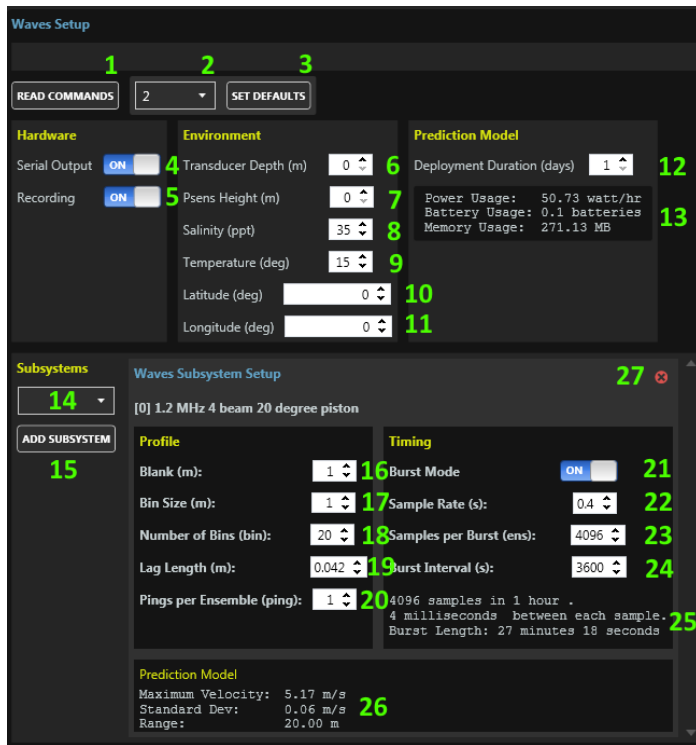 Waves Setup
1 2 3
READ COMMANDS 2 SET DEFAULTS
Hardware Environment Prediction Model
Serial Output ON 4 Transducer Depth (m) 0 6 Deployment Duration (days) 1 12
Recording ON 5 Psens Height (m) 0 7 Power Usage: 50.73 watt/hr
Battery Usage: 0.1 batteries 13
Salinity (ppt) 35 8 Memory Usage: 271.13 MB
Temperature (deg) 15 9
Latitude (deg) 0 10
Longitude (deg) 0 11
Subsystems Waves Subsystem Setup 27
14 [0] 1.2 MHz 4 beam 20 degree piston
ADD SUBSYSTEM Profile Timing
15 Blank (m): 1 16 Burst Mode ON 21
Bin Size (m): 1 17 Sample Rate (s): 0.4 22
Number of Bins (bin): 20 18 Samples per Burst (ens): 4096 23
Lag Length (m): 0.042 19 Burst Interval (s): 3600 24
Pings per Ensemble (ping): 1 20 4096 samples in 1 hour .
4 milliseconds between each sample. 25
Burst Length: 27 minutes 18 seconds
Prediction Model
Maximum Velocity: 5.17 m/s
Standard Dev: 0.06 m/s 26
Range: 20.00 m